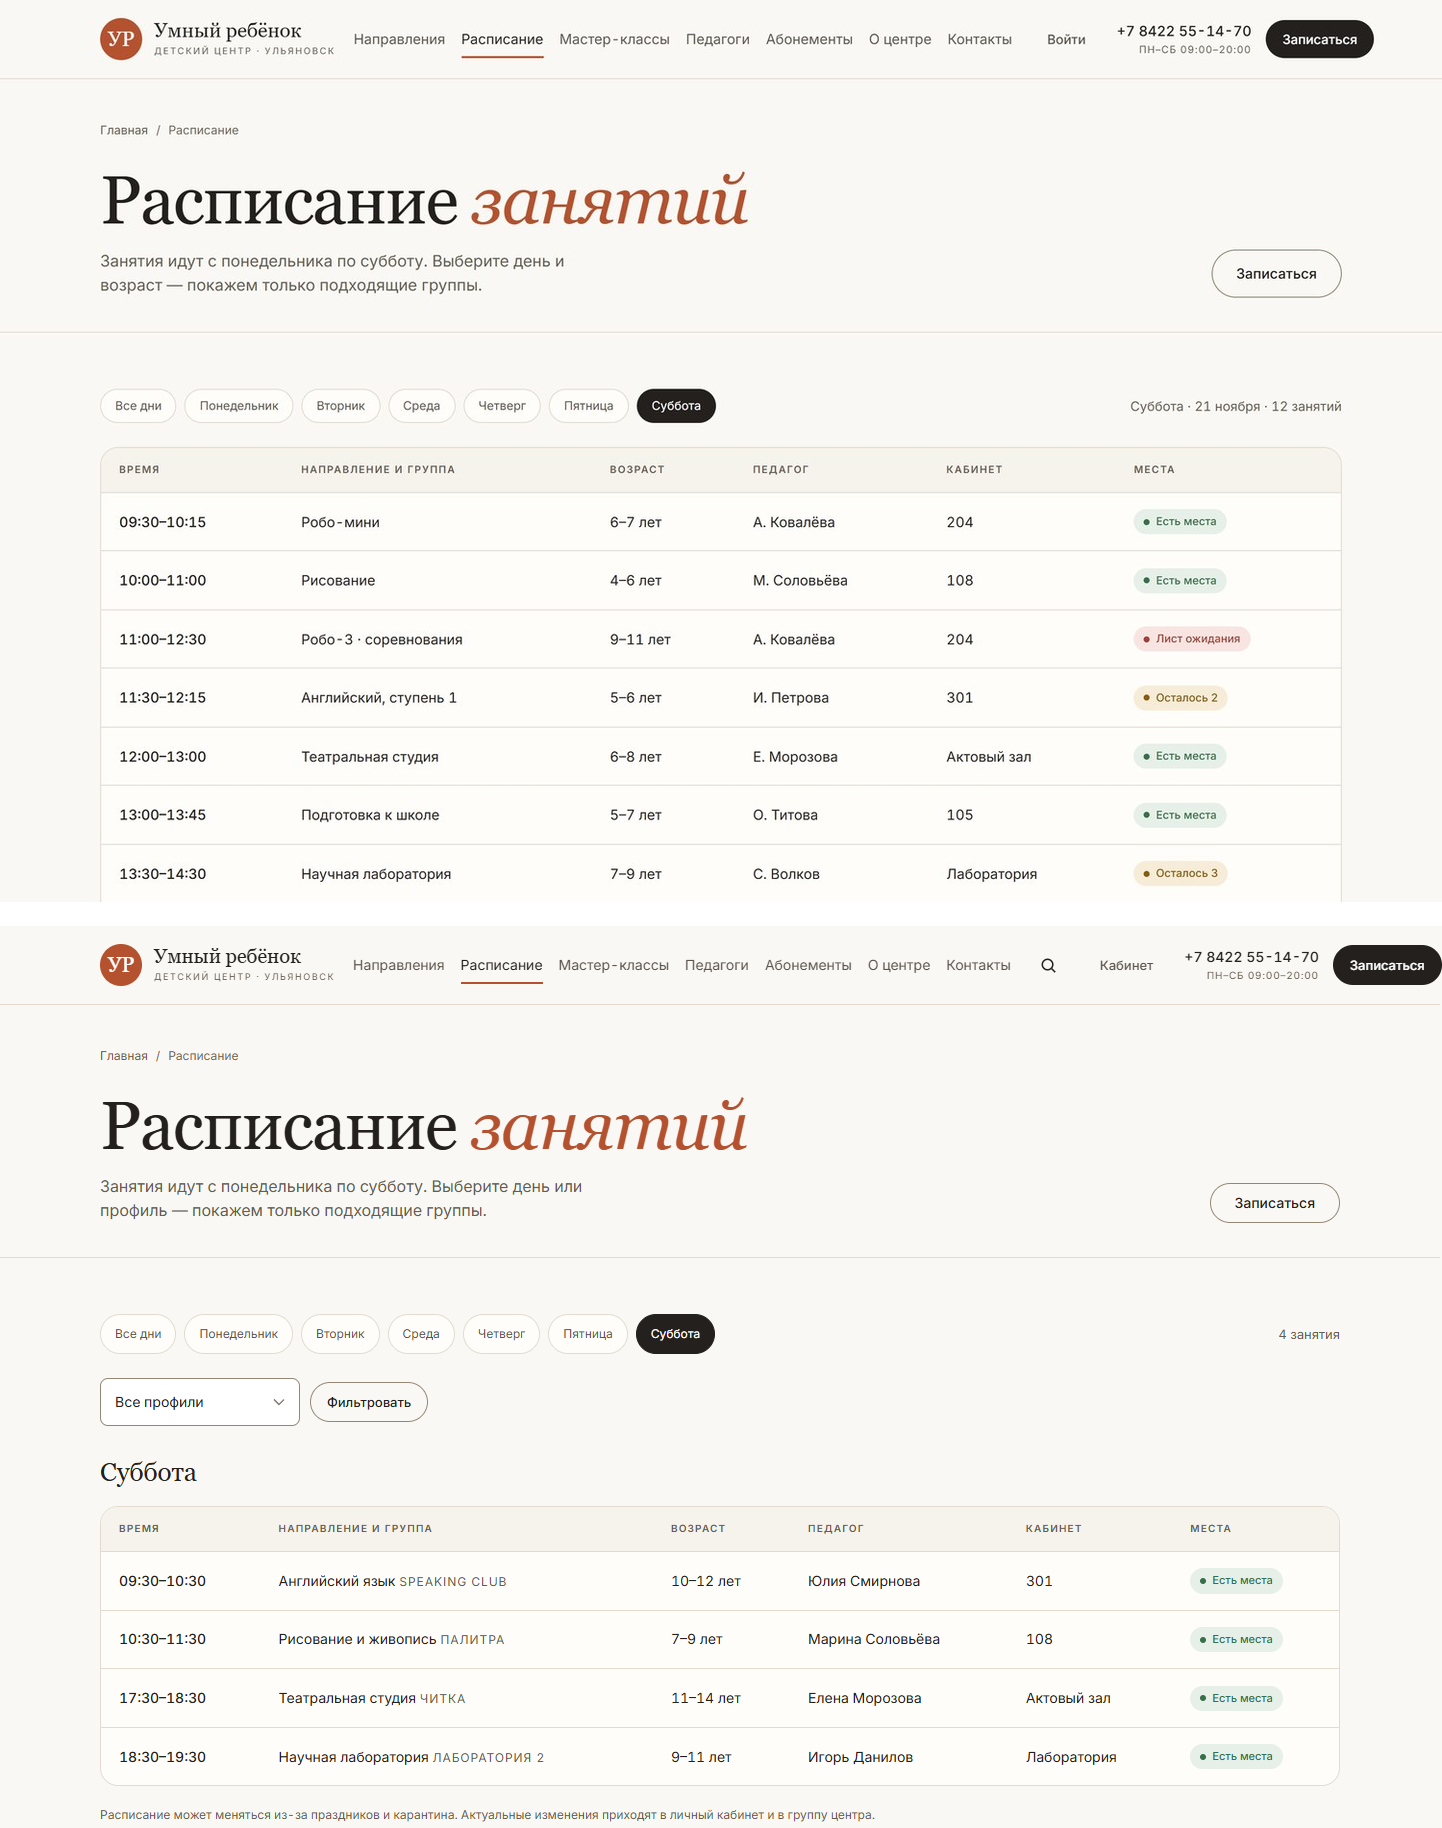 УР Умный ребёнок
ДЕТСКИЙ ЦЕНТР · УЛЬЯНОВСК
Направления Расписание Мастер-классы Педагоги Абонементы О центре Контакты Войти
+7 8422 55-14-70
ПН–СБ 09:00–20:00
Записаться
Главная / Расписание
Расписание занятий
Занятия идут с понедельника по субботу. Выберите день и
возраст — покажем только подходящие группы.
Записаться
Все дни Понедельник Вторник Среда Четверг Пятница Суббота
Суббота · 21 ноября · 12 занятий
ВРЕМЯ НАПРАВЛЕНИЕ И ГРУППА ВОЗРАСТ ПЕДАГОГ КАБИНЕТ МЕСТА
09:30–10:15 Робо-мини 6–7 лет А. Ковалёва 204 Есть места
10:00–11:00 Рисование 4–6 лет М. Соловьёва 108 Есть места
11:00–12:30 Робо-3 · соревнования 9–11 лет А. Ковалёва 204 Лист ожидания
11:30–12:15 Английский, ступень 1 5–6 лет И. Петрова 301 Осталось 2
12:00–13:00 Театральная студия 6–8 лет Е. Морозова Актовый зал Есть места
13:00–13:45 Подготовка к школе 5–7 лет О. Титова 105 Есть места
13:30–14:30 Научная лаборатория 7–9 лет С. Волков Лаборатория Осталось 3
УР Умный ребёнок
ДЕТСКИЙ ЦЕНТР · УЛЬЯНОВСК
Направления Расписание Мастер-классы Педагоги Абонементы О центре Контакты Кабинет
+7 8422 55-14-70
ПН–СБ 09:00–20:00
Записаться
Главная / Расписание
Расписание занятий
Занятия идут с понедельника по субботу. Выберите день или
профиль — покажем только подходящие группы.
Записаться
Все дни Понедельник Вторник Среда Четверг Пятница Суббота
4 занятия
Все профили Фильтровать
Суббота
ВРЕМЯ НАПРАВЛЕНИЕ И ГРУППА ВОЗРАСТ ПЕДАГОГ КАБИНЕТ МЕСТА
09:30–10:30 Английский язык SPEAKING CLUB 10–12 лет Юлия Смирнова 301 Есть места
10:30–11:30 Рисование и живопись ПАЛИТРА 7–9 лет Марина Соловьёва 108 Есть места
17:30–18:30 Театральная студия ЧИТКА 11–14 лет Елена Морозова Актовый зал Есть места
18:30–19:30 Научная лаборатория ЛАБОРАТОРИЯ 2 9–11 лет Игорь Данилов Лаборатория Есть места
Расписание может меняться из-за праздников и карантина. Актуальные изменения приходят в личный кабинет и в группу центра.